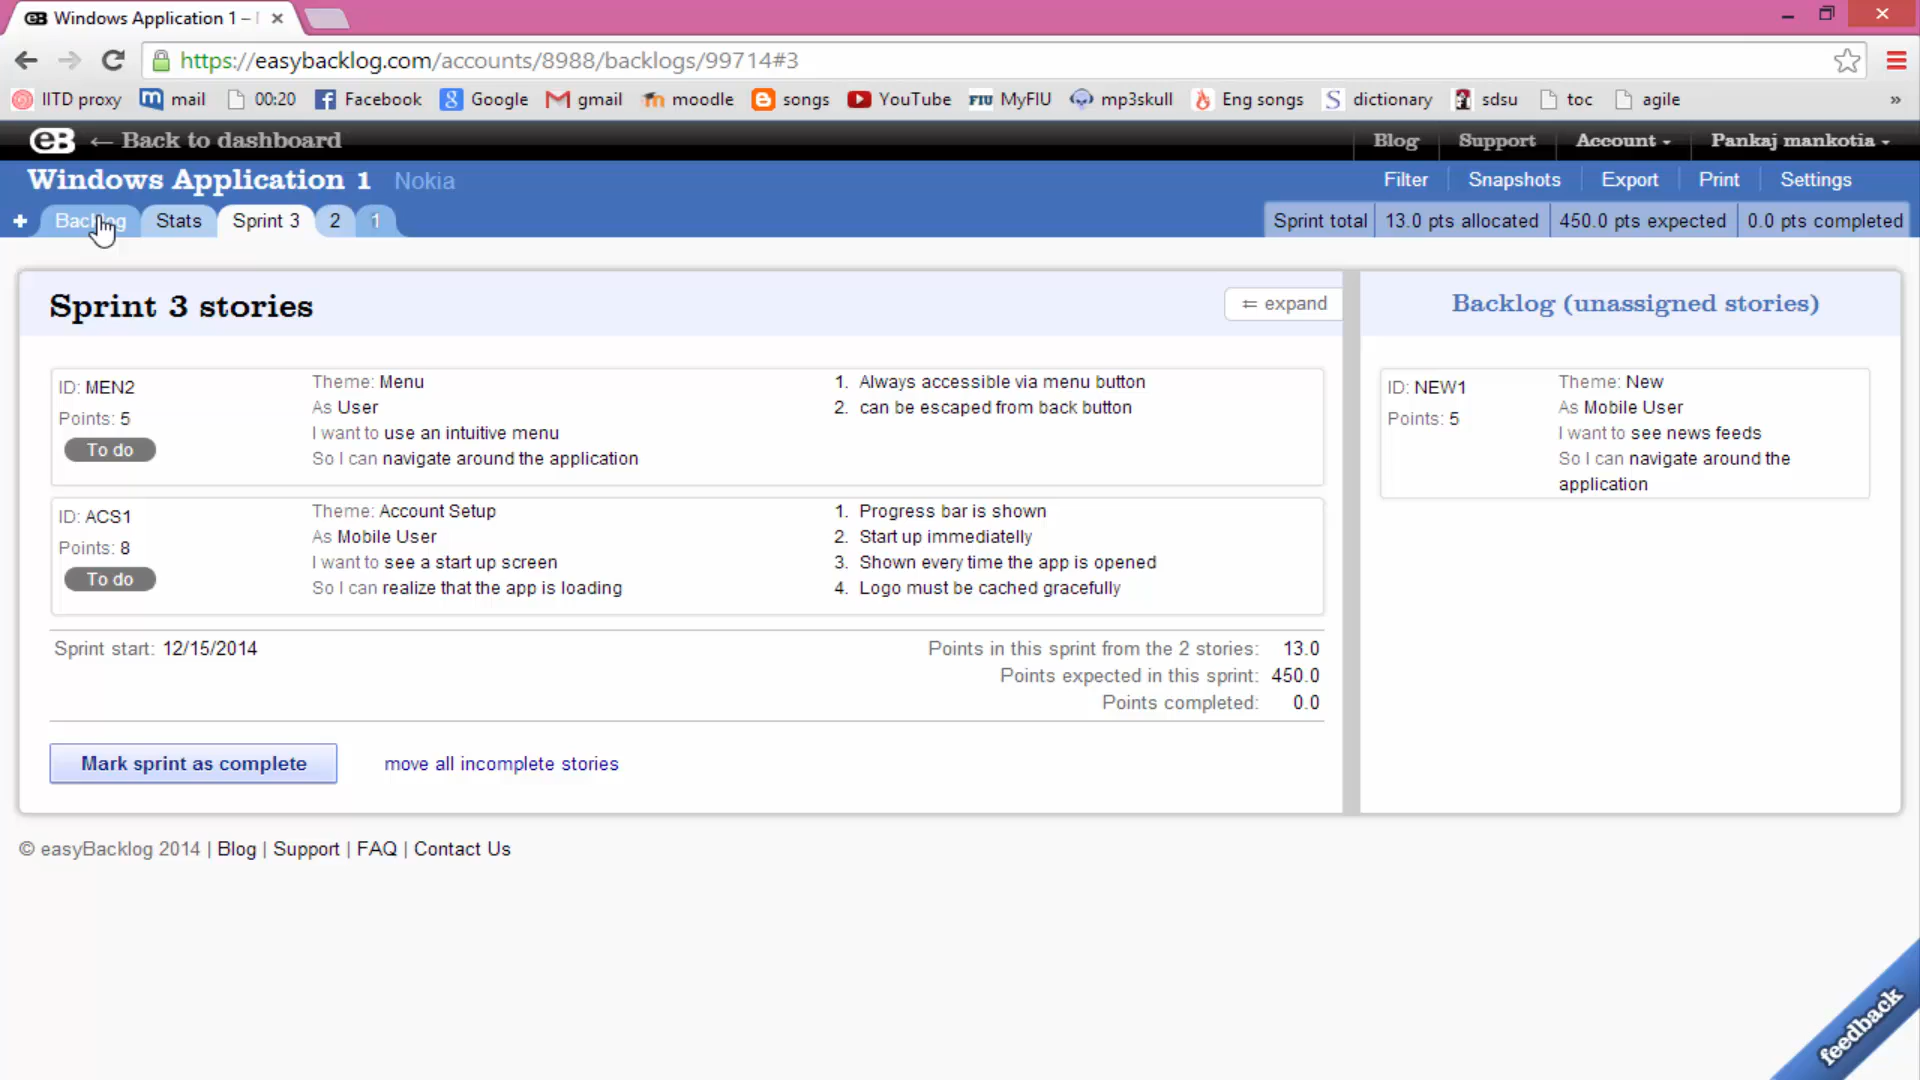 Windows Application 1 –
https://easybacklog.com/accounts/8988/backlogs/99714#3
IITD proxy mail 00:20 Facebook Google gmail moodle songs YouTube FIU MyFIU mp3skull Eng songs dictionary sdsu toc agile »
eB ← Back to dashboard Blog Support Account Pankaj mankotia
Windows Application 1 Nokia Filter Snapshots Export Print Settings
+ Backlog Stats Sprint 3 2 1 Sprint total 13.0 pts allocated 450.0 pts expected 0.0 pts completed
Sprint 3 stories expand Backlog (unassigned stories)
ID: MEN2
Points: 5
To do
Theme: Menu
As User
I want to use an intuitive menu
So I can navigate around the application
1. Always accessible via menu button
2. can be escaped from back button
ID: ACS1
Points: 8
To do
Theme: Account Setup
As Mobile User
I want to see a start up screen
So I can realize that the app is loading
1. Progress bar is shown
2. Start up immediatelly
3. Shown every time the app is opened
4. Logo must be cached gracefully
Sprint start: 12/15/2014
Points in this sprint from the 2 stories: 13.0
Points expected in this sprint: 450.0
Points completed: 0.0
Mark sprint as complete move all incomplete stories
ID: NEW1
Points: 5
Theme: New
As Mobile User
I want to see news feeds
So I can navigate around the
application
© easyBacklog 2014 | Blog | Support | FAQ | Contact Us
feedback